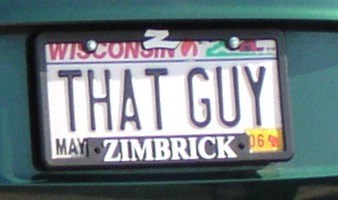 WISCONSIN
THAT GUY
MAY 06
ZIMBRICK